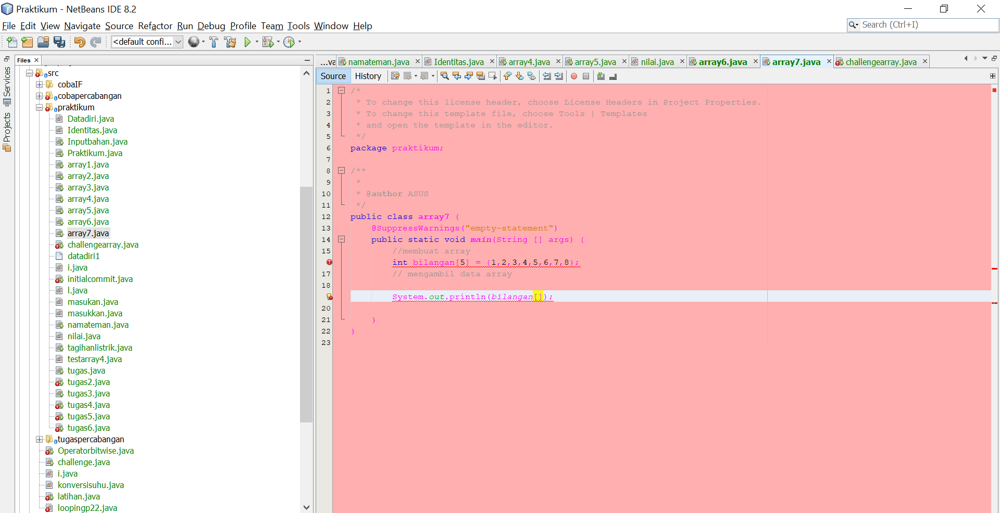 Praktikum - NetBeans IDE 8.2
File Edit View Navigate Source Refactor Run Debug Profile Team Tools Window Help
Search (Ctrl+I)
<default confi...
Services
Projects
Files
src
cobaIF
cobapercabangan
praktikum
Datadiri.java
Identitas.java
Inputbahan.java
Praktikum.java
array1.java
array2.java
array3.java
array4.java
array5.java
array6.java
array7.java
challengearray.java
datadiri1
i.java
initialcommit.java
l.java
masukan.java
masukkan.java
namateman.java
nilai.java
tagihanlistrik.java
testarray4.java
tugas.java
tugas2.java
tugas3.java
tugas4.java
tugas5.java
tugas6.java
tugaspercabangan
Operatorbitwise.java
challenge.java
i.java
konversisuhu.java
latihan.java
loopingp22.java
...va namateman.java Identitas.java array4.java array5.java nilai.java array6.java array7.java challengearray.java
Source History
1 /*
2 * To change this license header, choose License Headers in Project Properties.
3 * To change this template file, choose Tools | Templates
4 * and open the template in the editor.
5 */
6 package praktikum;
7
8 /**
9 *
10 * @author ASUS
11 */
12 public class array7 {
13 @SuppressWarnings("empty-statement")
14 public static void main(String [] args) {
15 //membuat array
int bilangan[5] = {1,2,3,4,5,6,7,8};
17 // mengambil data array
18
System.out.println(bilangan[]);
20
21 }
22 }
23